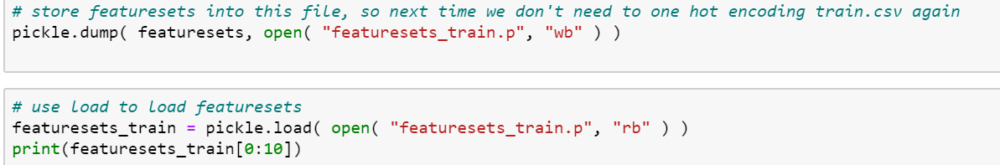 # store featuresets into this file, so next time we don't need to one hot encoding train.csv again
pickle.dump( featuresets, open( "featuresets_train.p", "wb" ) )
# use load to load featuresets
featuresets_train = pickle.load( open( "featuresets_train.p", "rb" ) )
print(featuresets_train[0:10])